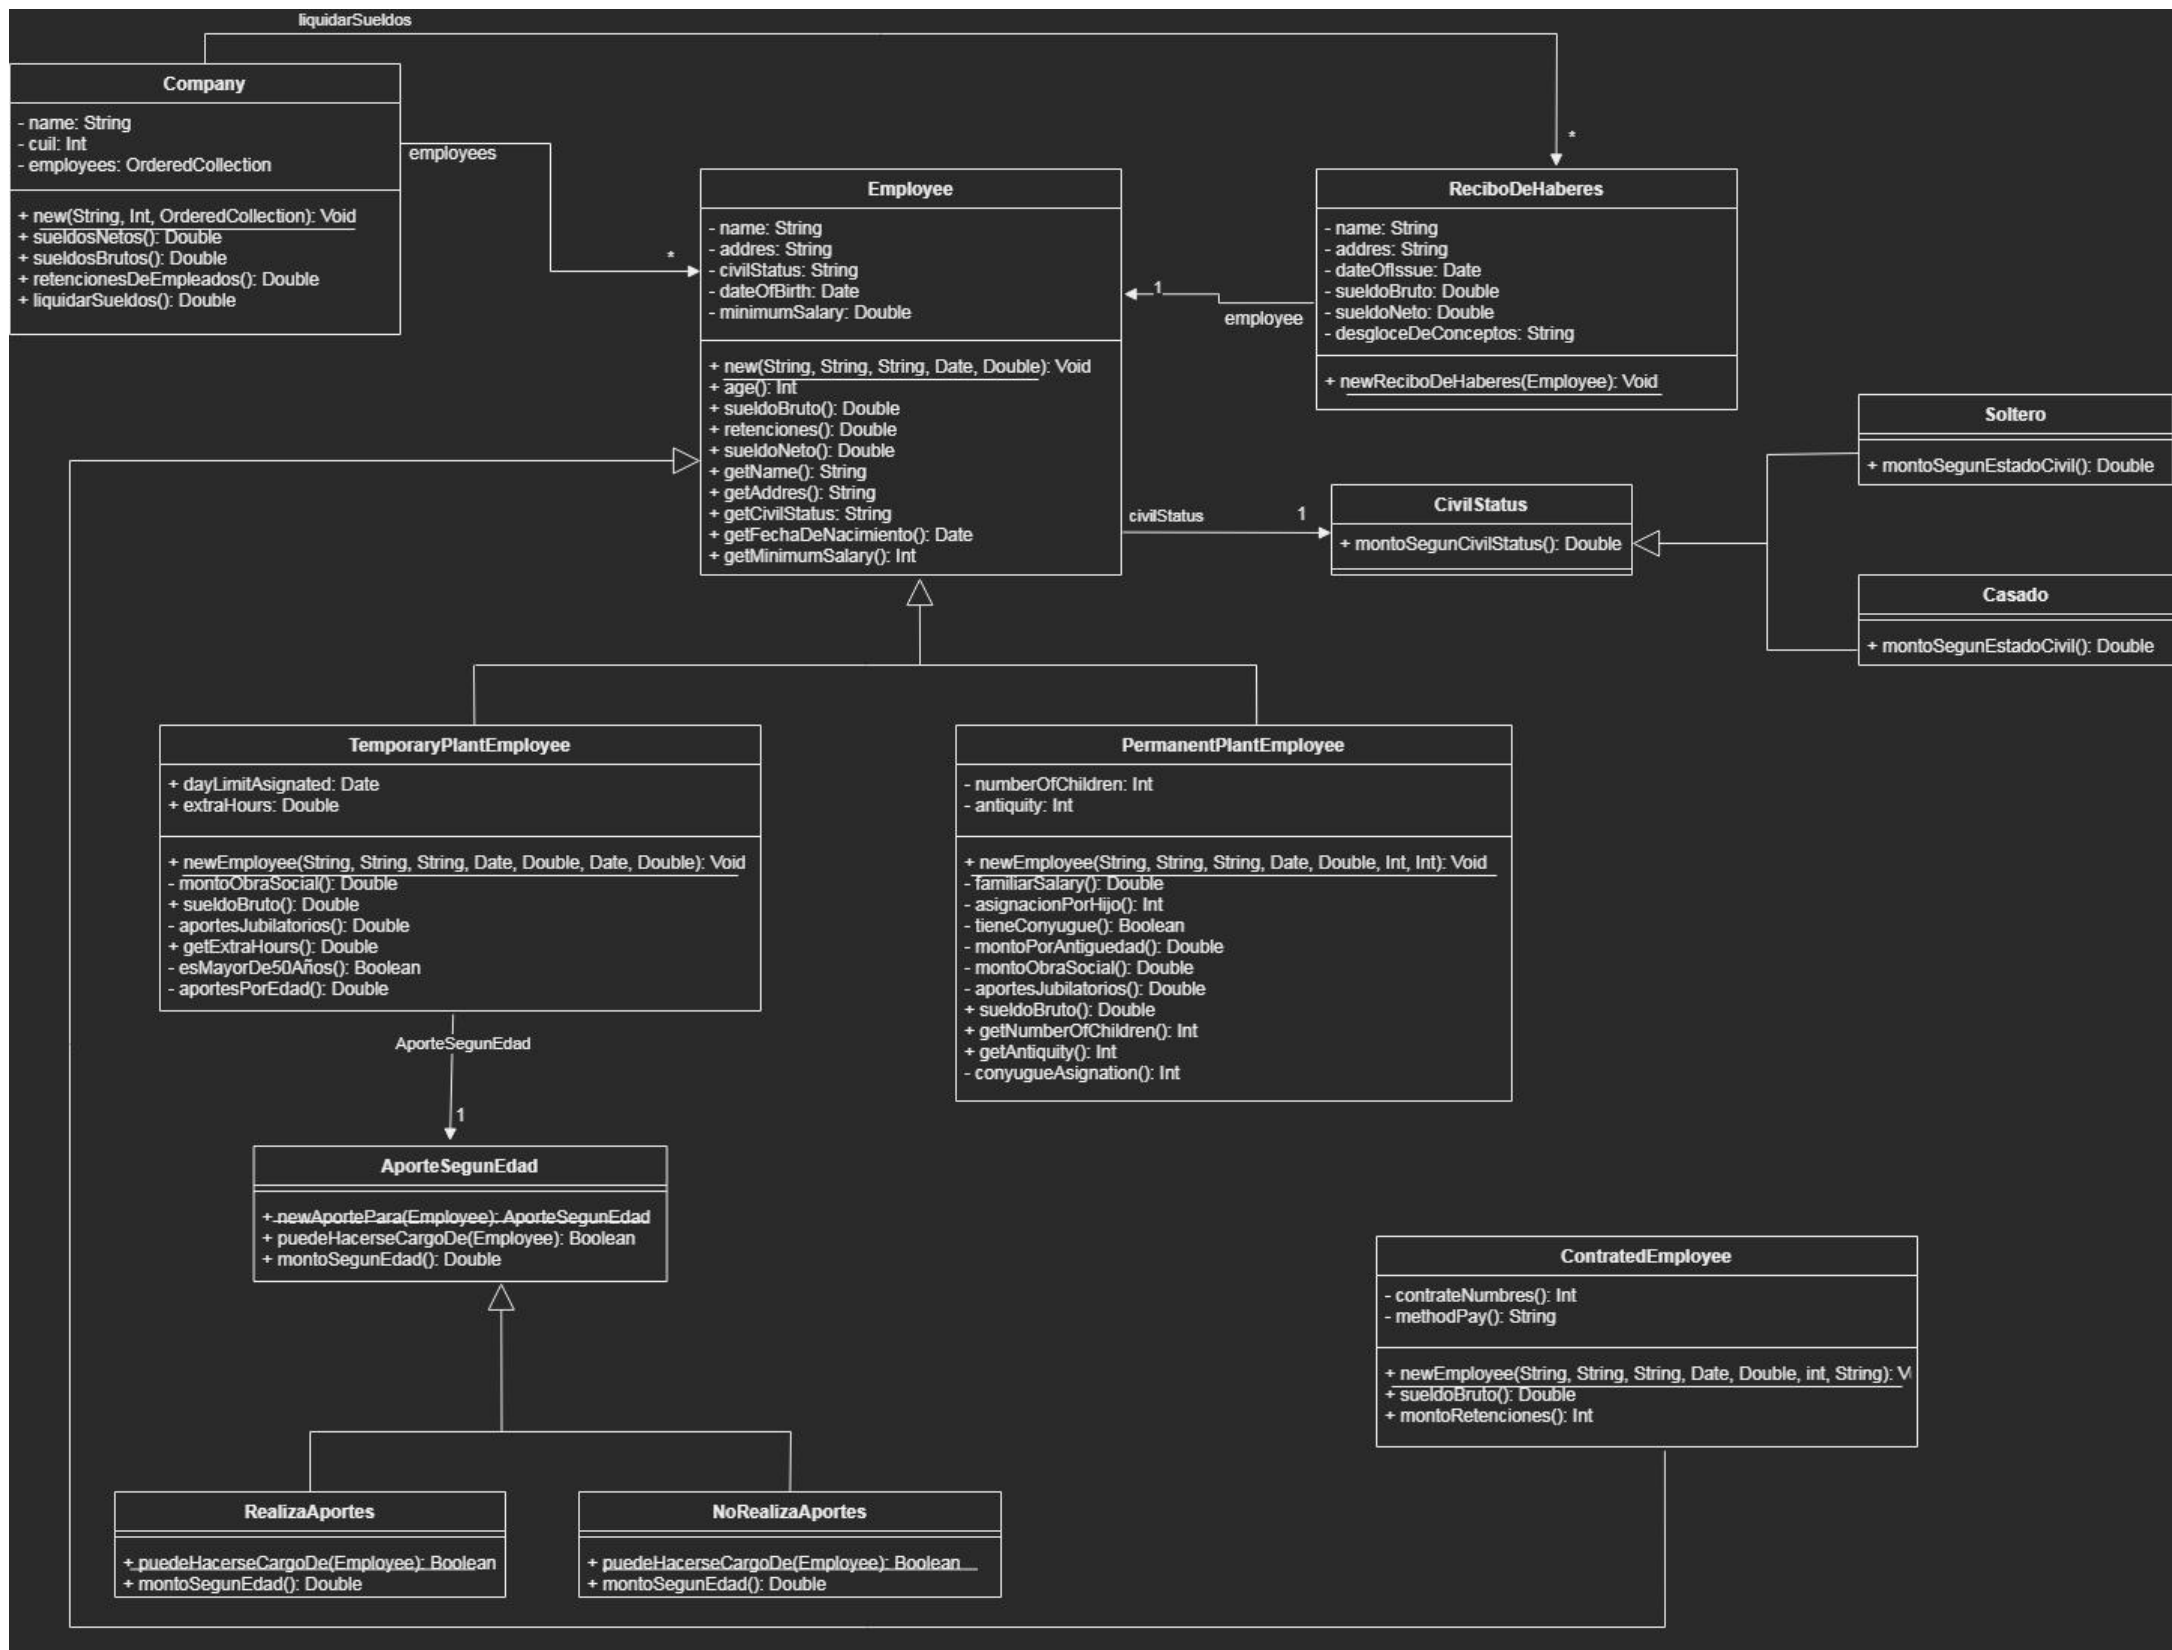 liquidarSueldos
Company
- name: String
- cuil: Int
- employees: OrderedCollection
+ new(String, Int, OrderedCollection): Void
+ sueldosNetos(): Double
+ sueldosBrutos(): Double
+ retencionesDeEmpleados(): Double
+ liquidarSueldos(): Double
employees
*
*
Employee
- name: String
- addres: String
- civilStatus: String
- dateOfBirth: Date
- minimumSalary: Double
+ new(String, String, String, Date, Double): Void
+ age(): Int
+ sueldoBruto(): Double
+ retenciones(): Double
+ sueldoNeto(): Double
+ getName(): String
+ getAddres(): String
+ getCivilStatus: String
+ getFechaDeNacimiento(): Date
+ getMinimumSalary(): Int
1
employee
ReciboDeHaberes
- name: String
- addres: String
- dateOfIssue: Date
- sueldoBruto: Double
- sueldoNeto: Double
- desgloceDeConceptos: String
+ newReciboDeHaberes(Employee): Void
civilStatus
1
CivilStatus
+ montoSegunCivilStatus(): Double
Soltero
+ montoSegunEstadoCivil(): Double
Casado
+ montoSegunEstadoCivil(): Double
TemporaryPlantEmployee
+ dayLimitAsignated: Date
+ extraHours: Double
+ newEmployee(String, String, String, Date, Double, Date, Double): Void
- montoObraSocial(): Double
+ sueldoBruto(): Double
- aportesJubilatorios(): Double
+ getExtraHours(): Double
- esMayorDe50Años(): Boolean
- aportesPorEdad(): Double
PermanentPlantEmployee
- numberOfChildren: Int
- antiquity: Int
+ newEmployee(String, String, String, Date, Double, Int, Int): Void
- familiarSalary(): Double
- asignacionPorHijo(): Int
- tieneConyugue(): Boolean
- montoPorAntiguedad(): Double
- montoObraSocial(): Double
- aportesJubilatorios(): Double
+ sueldoBruto(): Double
+ getNumberOfChildren(): Int
+ getAntiquity(): Int
- conyugueAsignation(): Int
AporteSegunEdad
1
AporteSegunEdad
+ newAportePara(Employee): AporteSegunEdad
+ puedeHacerseCargoDe(Employee): Boolean
+ montoSegunEdad(): Double
ContratedEmployee
- contrateNumbres(): Int
- methodPay(): String
+ newEmployee(String, String, String, Date, Double, int, String): V
+ sueldoBruto(): Double
+ montoRetenciones(): Int
RealizaAportes
+ puedeHacerseCargoDe(Employee): Boolean
+ montoSegunEdad(): Double
NoRealizaAportes
+ puedeHacerseCargoDe(Employee): Boolean
+ montoSegunEdad(): Double